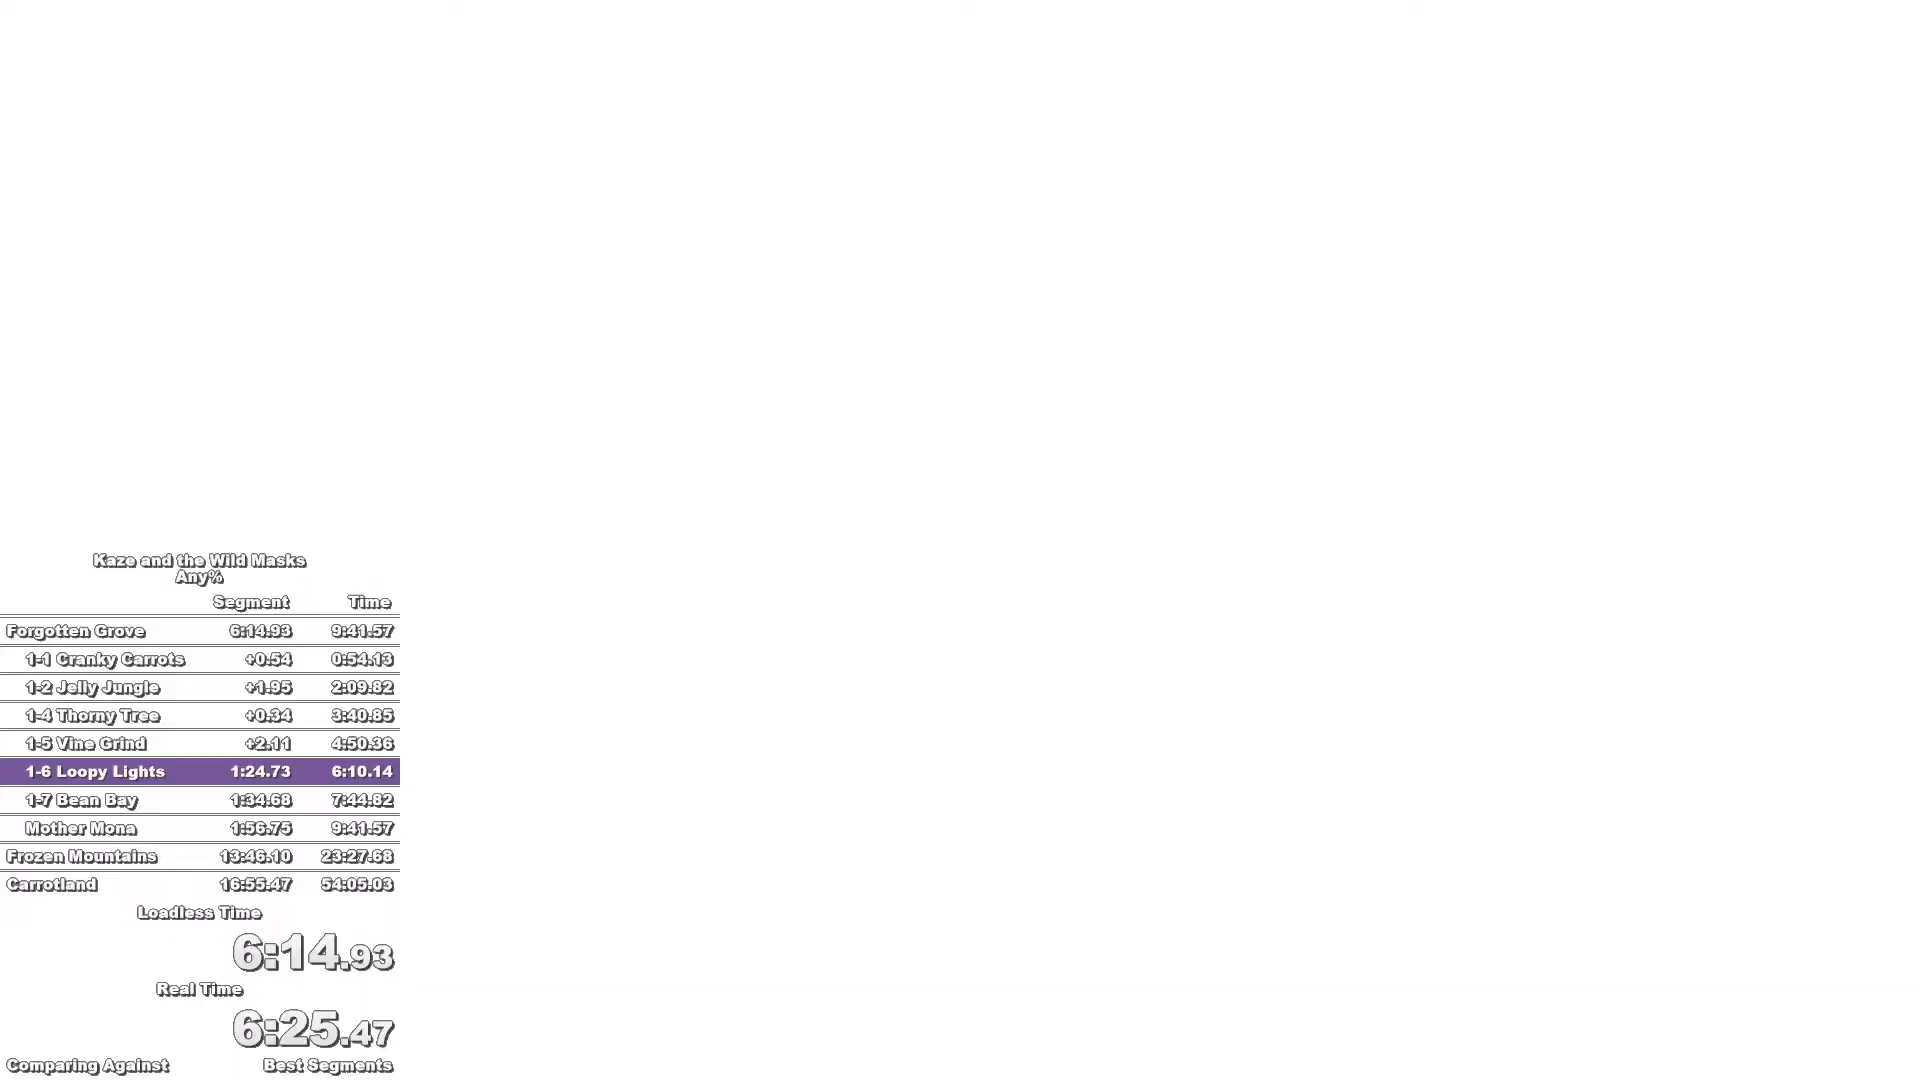 Kaze and the Wild Masks
Any%
Segment Time
Forgotten Grove 6:14.93 9:41.57
1-1 Cranky Carrots +0.54 0:54.13
1-2 Jelly Jungle +1.95 2:09.82
1-4 Thorny Tree +0.34 3:40.85
1-5 Vine Grind +2.11 4:50.36
1-6 Loopy Lights 1:24.73 6:10.14
1-7 Bean Bay 1:34.68 7:44.82
Mother Mona 1:56.75 9:41.57
Frozen Mountains 13:46.10 23:27.68
Carrotland 16:55.47 54:05.03
Loadless Time
6:14.93
Real Time
6:25.47
Comparing Against Best Segments